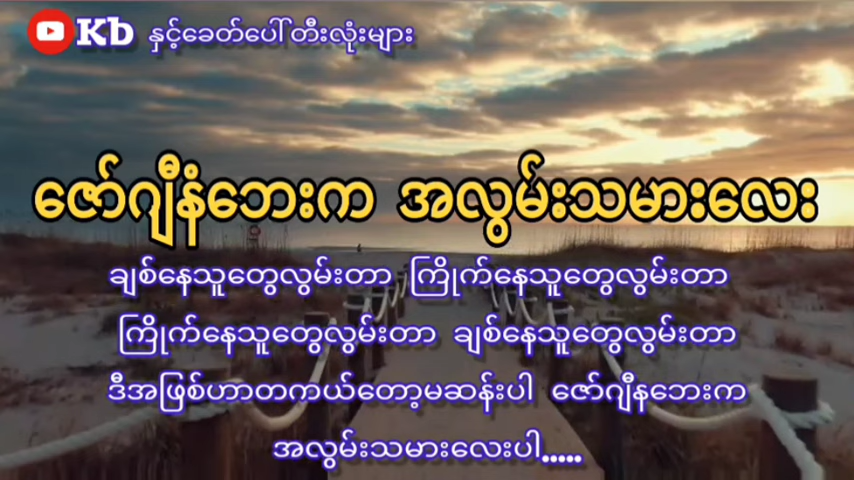 Kb နှင့်ခေတ်ပေါ်တီးလုံးများ
ဇော်ဂျီနံဘေးက အလွမ်းသမားလေး
ချစ်နေသူတွေလွမ်းတာ ကြိုက်နေသူတွေလွမ်းတာ
ကြိုက်နေသူတွေလွမ်းတာ ချစ်နေသူတွေလွမ်းတာ
ဒီအဖြစ်ဟာတကယ်တော့မဆန်းပါ ဇော်ဂျီနဘေးက
အလွမ်းသမားလေးပါ.....